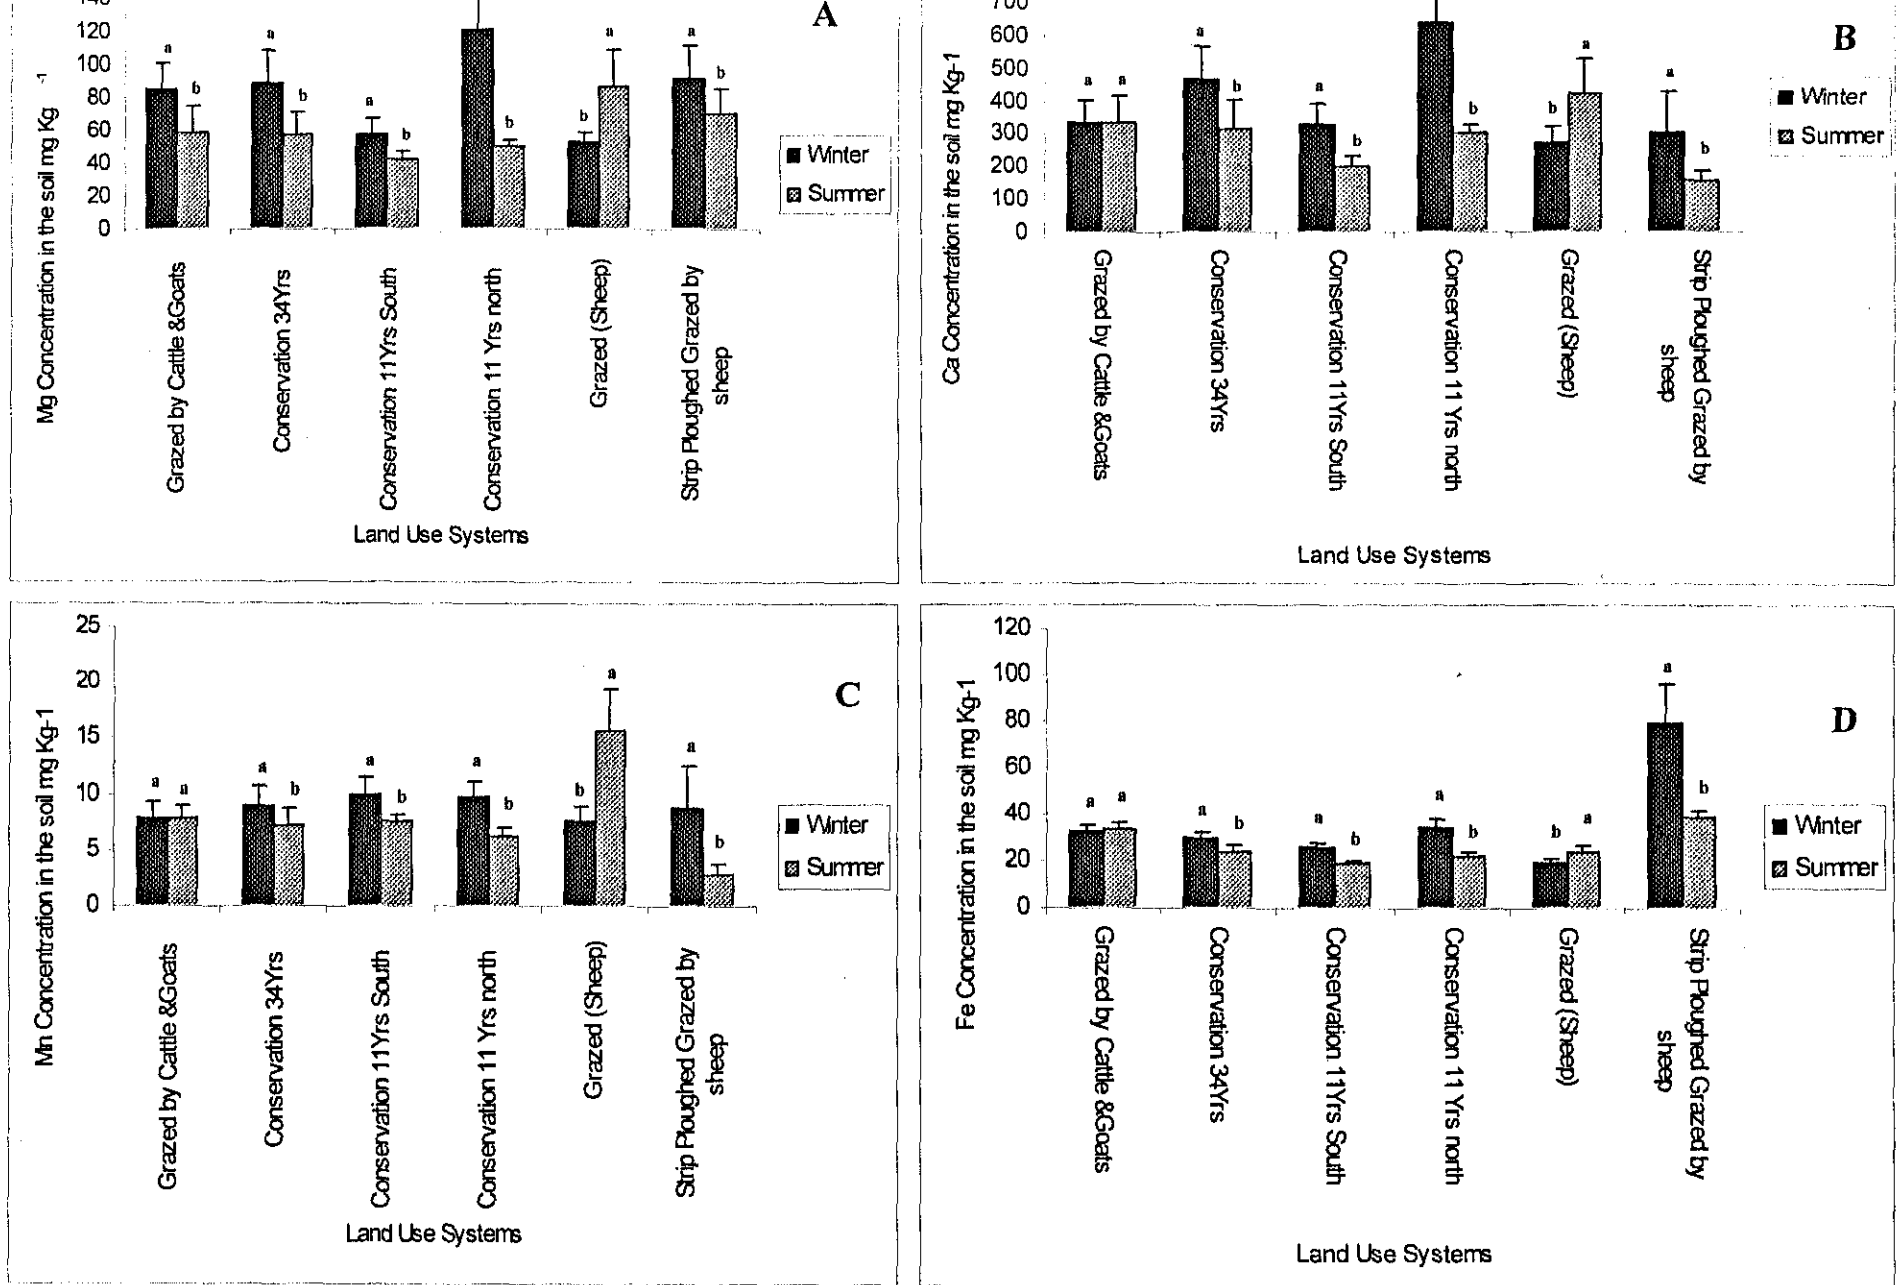 140
120
100
80
60
40
20
0
Mg Concentration in the soil mg Kg -1
a b a b a b b b a a b
A
Winter
Summer
Grazed by Cattle &Goats
Conservation 34Yrs
Conservation 11Yrs South
Conservation 11 Yrs north
Grazed (Sheep)
Strip Ploughed Grazed by
sheep
Land Use Systems
700
600
500
400
300
200
100
0
Ca Concentration in the soil mg Kg-1
a a a b a b b b a a b
B
Winter
Summer
Grazed by Cattle &Goats
Conservation 34Yrs
Conservation 11Yrs South
Conservation 11 Yrs north
Grazed (Sheep)
Strip Ploughed Grazed by
sheep
Land Use Systems
25
20
15
10
5
0
Mn Concentration in the soil mg Kg-1
a a a b a b a b b a a b
C
Winter
Summer
Grazed by Cattle &Goats
Conservation 34Yrs
Conservation 11Yrs South
Conservation 11 Yrs north
Grazed (Sheep)
Strip Ploughed Grazed by
sheep
Land Use Systems
120
100
80
60
40
20
0
Fe Concentration in the soil mg Kg-1
a a a b a b a b b a a b
D
Winter
Summer
Grazed by Cattle &Goats
Conservation 34Yrs
Conservation 11Yrs South
Conservation 11 Yrs north
Grazed (Sheep)
Strip Ploughed Grazed by
sheep
Land Use Systems